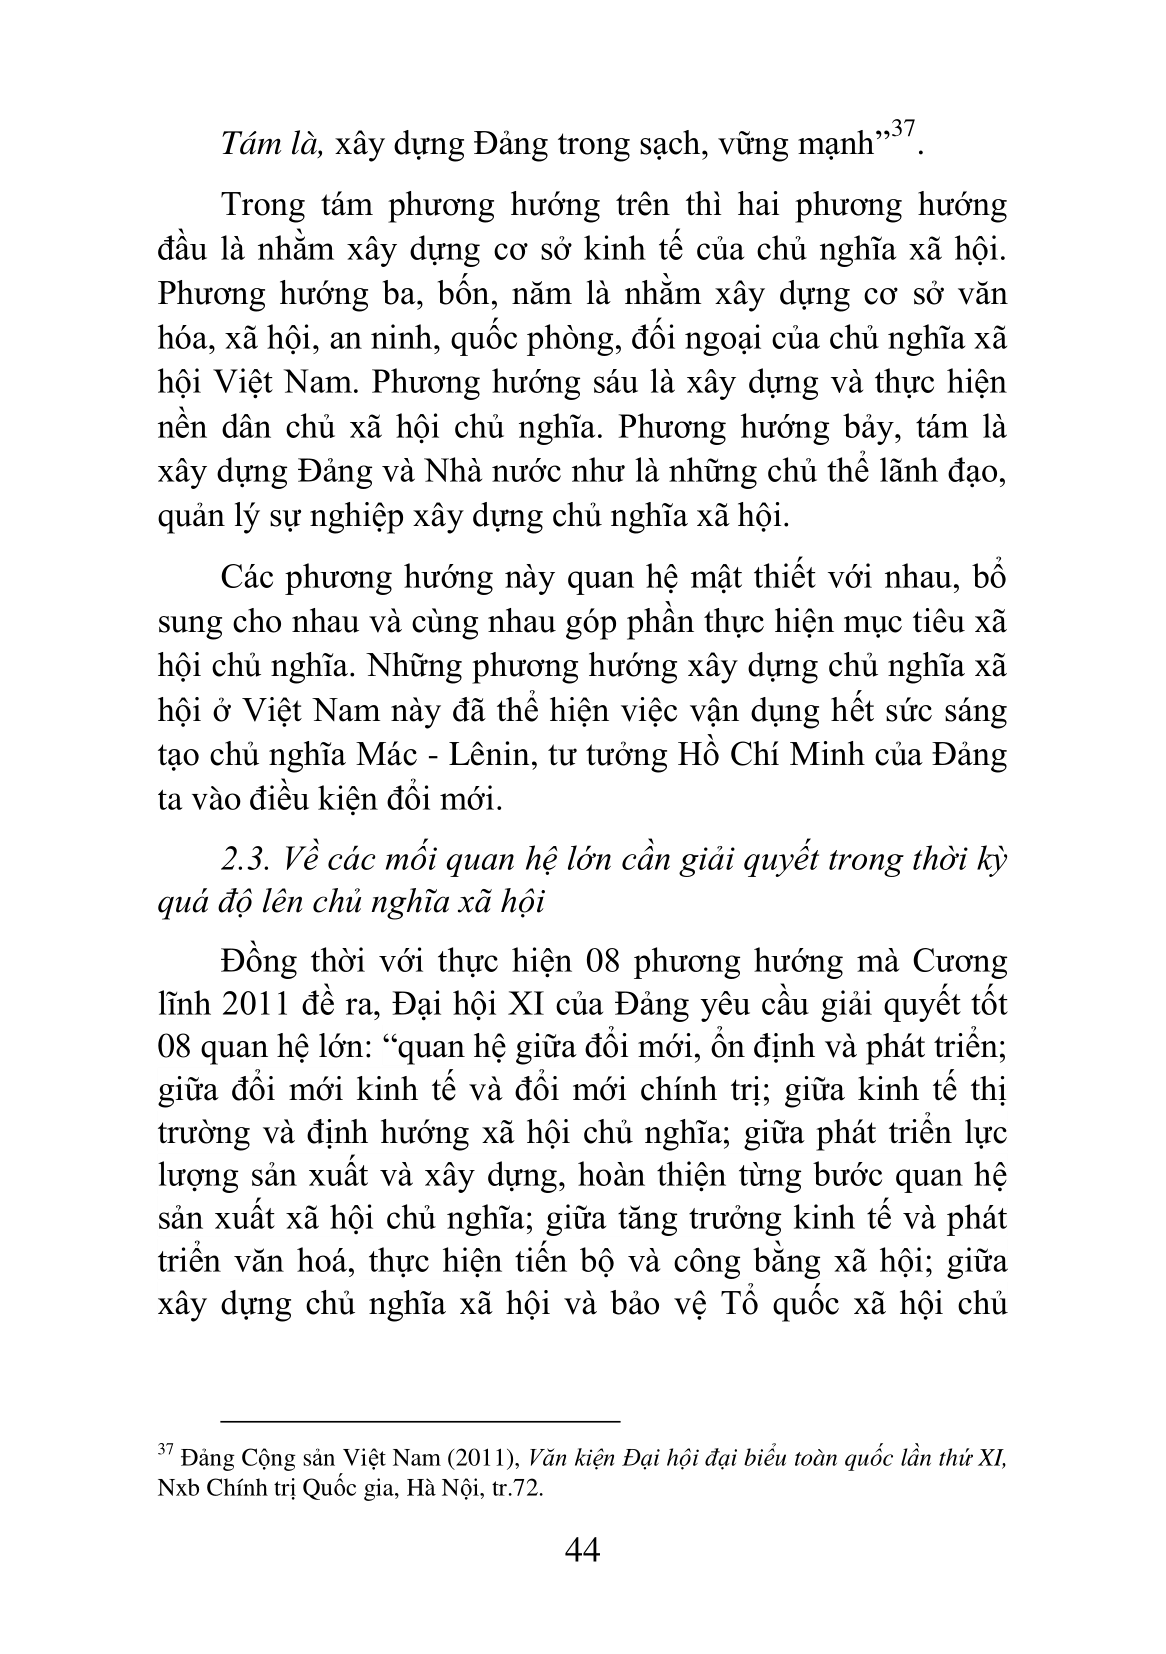 Tám là, xây dựng Đảng trong sạch, vững mạnh”37.
Trong tám phương hướng trên thì hai phương hướng
đầu là nhằm xây dựng cơ sở kinh tế của chủ nghĩa xã hội.
Phương hướng ba, bốn, năm là nhằm xây dựng cơ sở văn
hóa, xã hội, an ninh, quốc phòng, đối ngoại của chủ nghĩa xã
hội Việt Nam. Phương hướng sáu là xây dựng và thực hiện
nền dân chủ xã hội chủ nghĩa. Phương hướng bảy, tám là
xây dựng Đảng và Nhà nước như là những chủ thể lãnh đạo,
quản lý sự nghiệp xây dựng chủ nghĩa xã hội.
Các phương hướng này quan hệ mật thiết với nhau, bổ
sung cho nhau và cùng nhau góp phần thực hiện mục tiêu xã
hội chủ nghĩa. Những phương hướng xây dựng chủ nghĩa xã
hội ở Việt Nam này đã thể hiện việc vận dụng hết sức sáng
tạo chủ nghĩa Mác - Lênin, tư tưởng Hồ Chí Minh của Đảng
ta vào điều kiện đổi mới.
2.3. Về các mối quan hệ lớn cần giải quyết trong thời kỳ
quá độ lên chủ nghĩa xã hội
Đồng thời với thực hiện 08 phương hướng mà Cương
lĩnh 2011 đề ra, Đại hội XI của Đảng yêu cầu giải quyết tốt
08 quan hệ lớn: “quan hệ giữa đổi mới, ổn định và phát triển;
giữa đổi mới kinh tế và đổi mới chính trị; giữa kinh tế thị
trường và định hướng xã hội chủ nghĩa; giữa phát triển lực
lượng sản xuất và xây dựng, hoàn thiện từng bước quan hệ
sản xuất xã hội chủ nghĩa; giữa tăng trưởng kinh tế và phát
triển văn hoá, thực hiện tiến bộ và công bằng xã hội; giữa
xây dựng chủ nghĩa xã hội và bảo vệ Tổ quốc xã hội chủ
37 Đảng Cộng sản Việt Nam (2011), Văn kiện Đại hội đại biểu toàn quốc lần thứ XI,
Nxb Chính trị Quốc gia, Hà Nội, tr.72.
44